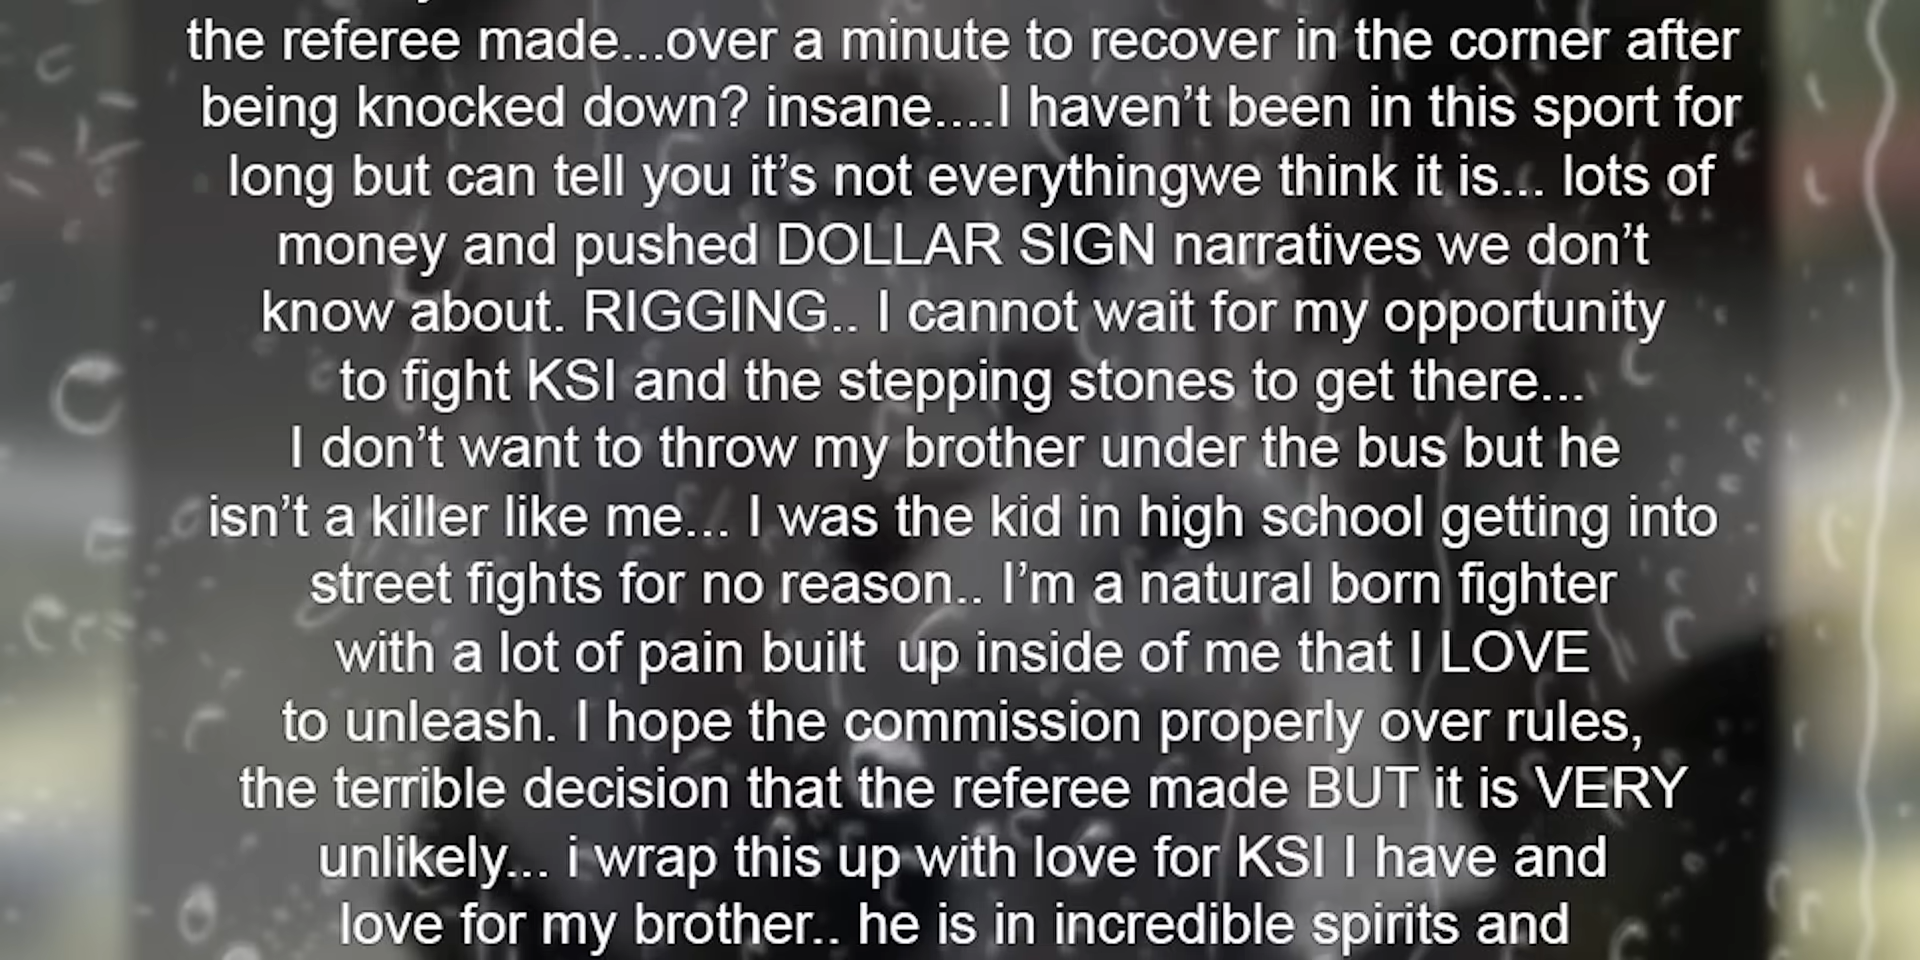 the referee made...over a minute to recover in the corner after
being knocked down? insane....I haven’t been in this sport for
long but can tell you it’s not everythingwe think it is... lots of
money and pushed DOLLAR SIGN narratives we don’t
know about. RIGGING.. I cannot wait for my opportunity
to fight KSI and the stepping stones to get there...
I don’t want to throw my brother under the bus but he
isn’t a killer like me... I was the kid in high school getting into
street fights for no reason.. I’m a natural born fighter
with a lot of pain built  up inside of me that I LOVE
to unleash. I hope the commission properly over rules,
the terrible decision that the referee made BUT it is VERY
unlikely... i wrap this up with love for KSI I have and
love for my brother.. he is in incredible spirits and